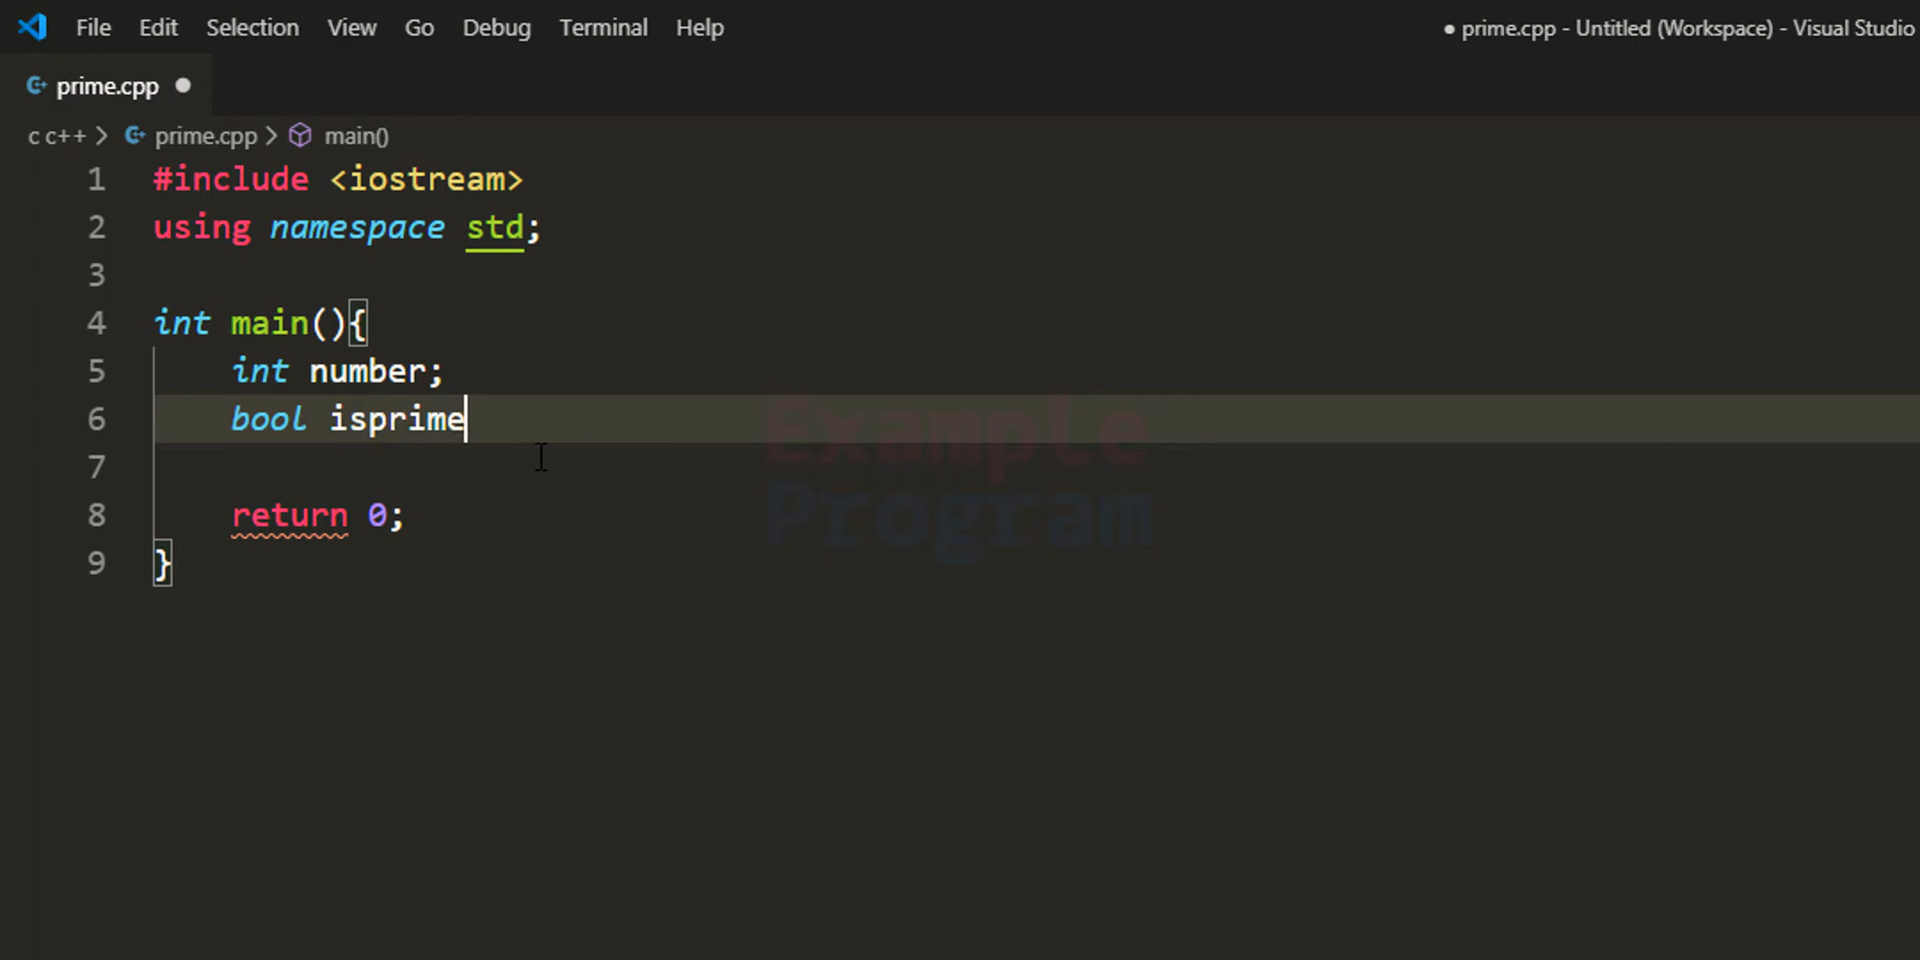 File Edit Selection View Go Debug Terminal Help ● prime.cpp - Untitled (Workspace) - Visual Studio
prime.cpp ●
c c++ > prime.cpp > main()
1 #include <iostream>
2 using namespace std;
3
4 int main(){
5 int number;
6 bool isprime
7
8 return 0;
9 }
Example
Program